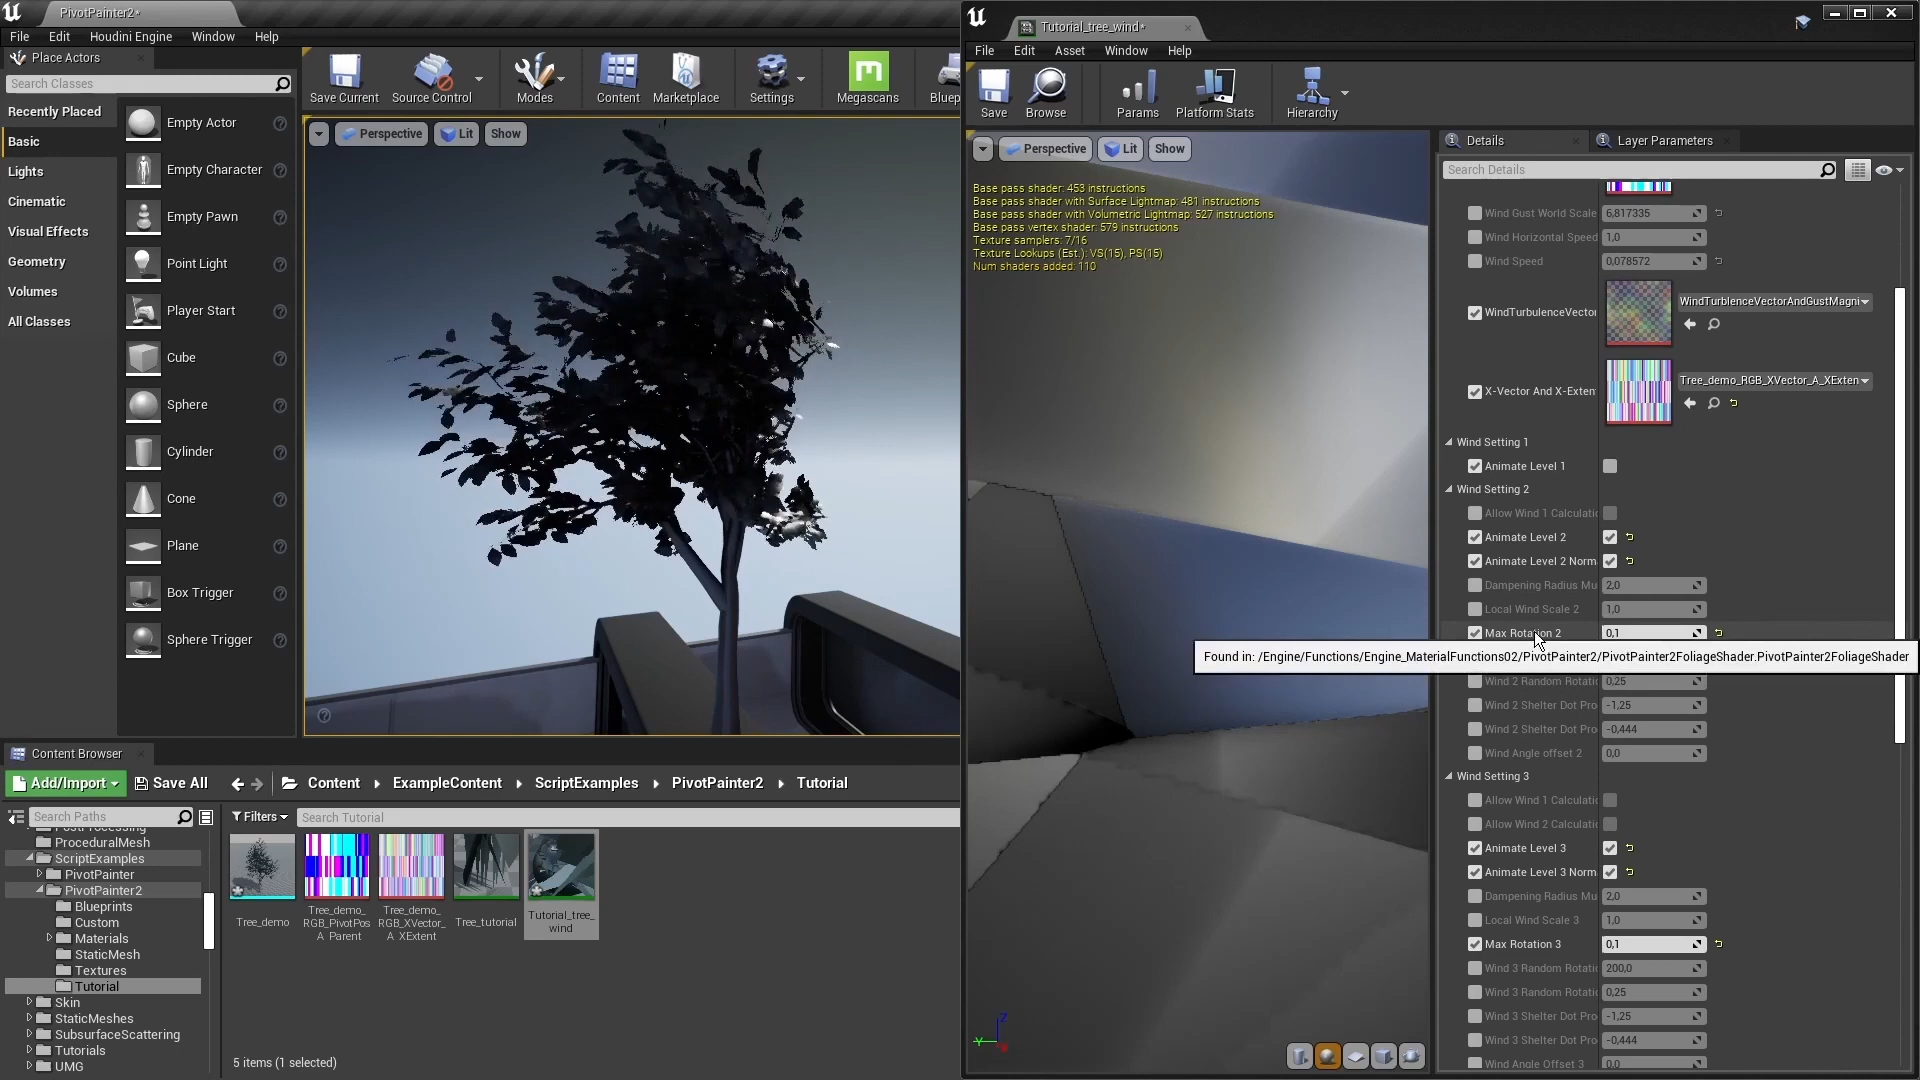 PivotPainter2*
File Edit Houdini Engine Window Help
Place Actors
Search Classes
Recently Placed
Basic
Lights
Cinematic
Visual Effects
Geometry
Volumes
All Classes
Empty Actor
Empty Character
Empty Pawn
Point Light
Player Start
Cube
Sphere
Cylinder
Cone
Plane
Box Trigger
Sphere Trigger
Save Current
Source Control
Modes
Content
Marketplace
Settings
Megascans
Bluep
Perspective
Lit
Show
Content Browser
Add/Import
Save All
Content
ExampleContent
ScriptExamples
PivotPainter2
Tutorial
Search Paths
Filters
Search Tutorial
PostProcessing
ProceduralMesh
ScriptExamples
PivotPainter
PivotPainter2
Blueprints
Custom
Materials
StaticMesh
Textures
Tutorial
Skin
StaticMeshes
SubsurfaceScattering
Tutorials
UMG
Tree_demo
Tree_demo_
RGB_PivotPos
A_Parent
Tree_demo_
RGB_XVector_
A_XExtent
Tree_tutorial
Tutorial_tree_
wind
5 items (1 selected)
Tutorial_tree_wind*
File Edit Asset Window Help
Save
Browse
Params
Platform Stats
Hierarchy
Perspective
Lit
Show
Base pass shader: 453 instructions
Base pass shader with Surface Lightmap: 481 instructions
Base pass shader with Volumetric Lightmap: 527 instructions
Base pass vertex shader: 579 instructions
Texture samplers: 7/16
Texture Lookups (Est.): VS(15), PS(15)
Num shaders added: 110
Z
Y
Details
Layer Parameters
Search Details
Wind Gust World Scale 6,817335
Wind Horizontal Speed 1,0
Wind Speed 0,078572
WindTurbulenceVector WindTurblenceVectorAndGustMagni
X-Vector And X-Exten Tree_demo_RGB_XVector_A_XExten
Wind Setting 1
Animate Level 1
Wind Setting 2
Allow Wind 1 Calculatic
Animate Level 2
Animate Level 2 Norm
Dampening Radius Mu 2,0
Local Wind Scale 2 1,0
Max Rotation 2 0,1
Found in: /Engine/Functions/Engine_MaterialFunctions02/PivotPainter2/PivotPainter2FoliageShader.PivotPainter2FoliageShader
Wind 2 Random Rotatic 0,25
Wind 2 Shelter Dot Pro -1,25
Wind 2 Shelter Dot Pro -0,444
Wind Angle offset 2 0,0
Wind Setting 3
Allow Wind 1 Calculatic
Allow Wind 2 Calculatic
Animate Level 3
Animate Level 3 Norm
Dampening Radius Mu 2,0
Local Wind Scale 3 1,0
Max Rotation 3 0,1
Wind 3 Random Rotatic 200,0
Wind 3 Random Rotatic 0,25
Wind 3 Shelter Dot Pro -1,25
Wind 3 Shelter Dot Pro -0,444
Wind Angle Offset 3 0,0